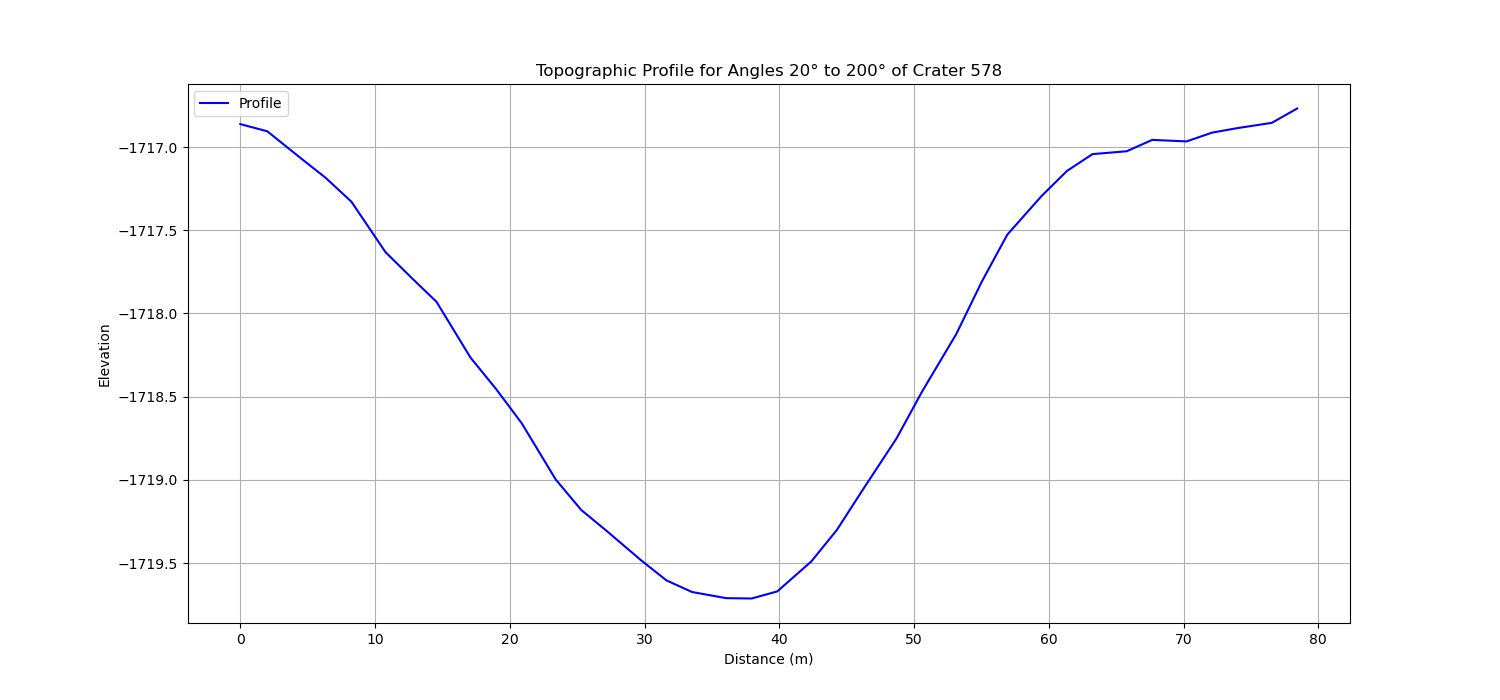 Topographic Profile for Angles 20° to 200° of Crater 578
Profile
−1717.0
−1717.5
−1718.0
−1718.5
−1719.0
−1719.5
Elevation
0 10 20 30 40 50 60 70 80
Distance (m)